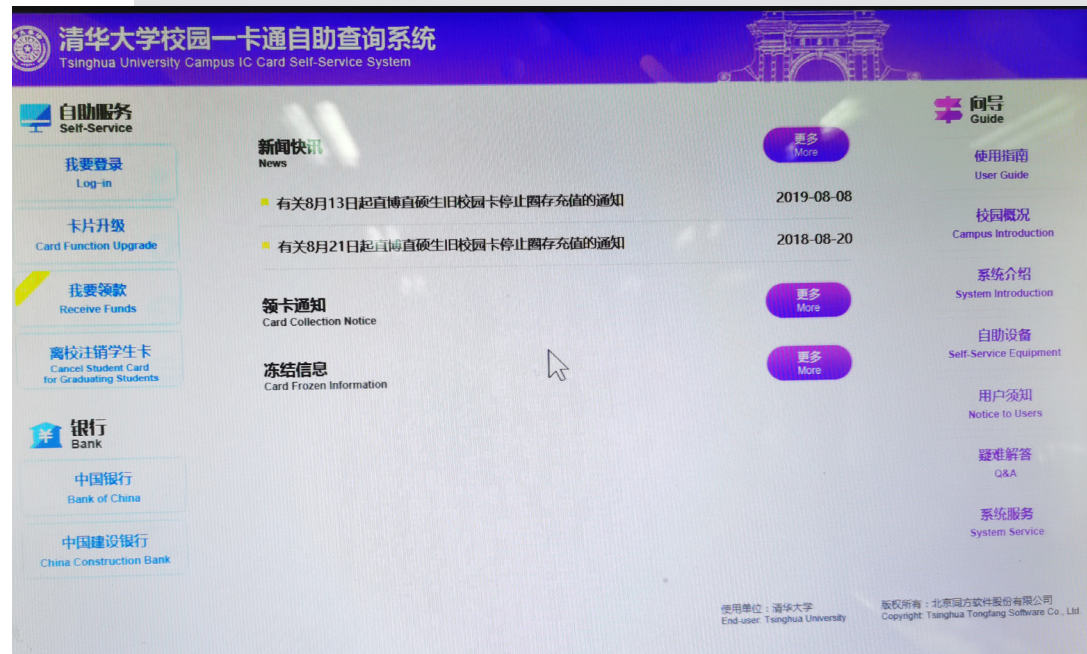 清华大学校园一卡通自助查询系统
Tsinghua University Campus IC Card Self-Service System
自助服务
Self-Service
我要登录
Log-in
卡片升级
Card Function Upgrade
我要领款
Receive Funds
离校注销学生卡
Cancel Student Card
for Graduating Students
银行
Bank
中国银行
Bank of China
中国建设银行
China Construction Bank
新闻快讯
News
更多
More
有关8月13日起直博直硕生旧校园卡停止圈存充值的通知
2019-08-08
有关8月21日起直博直硕生旧校园卡停止圈存充值的通知
2018-08-20
领卡通知
Card Collection Notice
更多
More
冻结信息
Card Frozen Information
更多
More
向导
Guide
使用指南
User Guide
校园概况
Campus Introduction
系统介绍
System Introduction
自助设备
Self-Service Equipment
用户须知
Notice to Users
疑难解答
Q&A
系统服务
System Service
使用单位：清华大学
End-user: Tsinghua University
版权所有：北京同方软件股份有限公司
Copyright: Tsinghua Tongfang Software Co., Ltd.